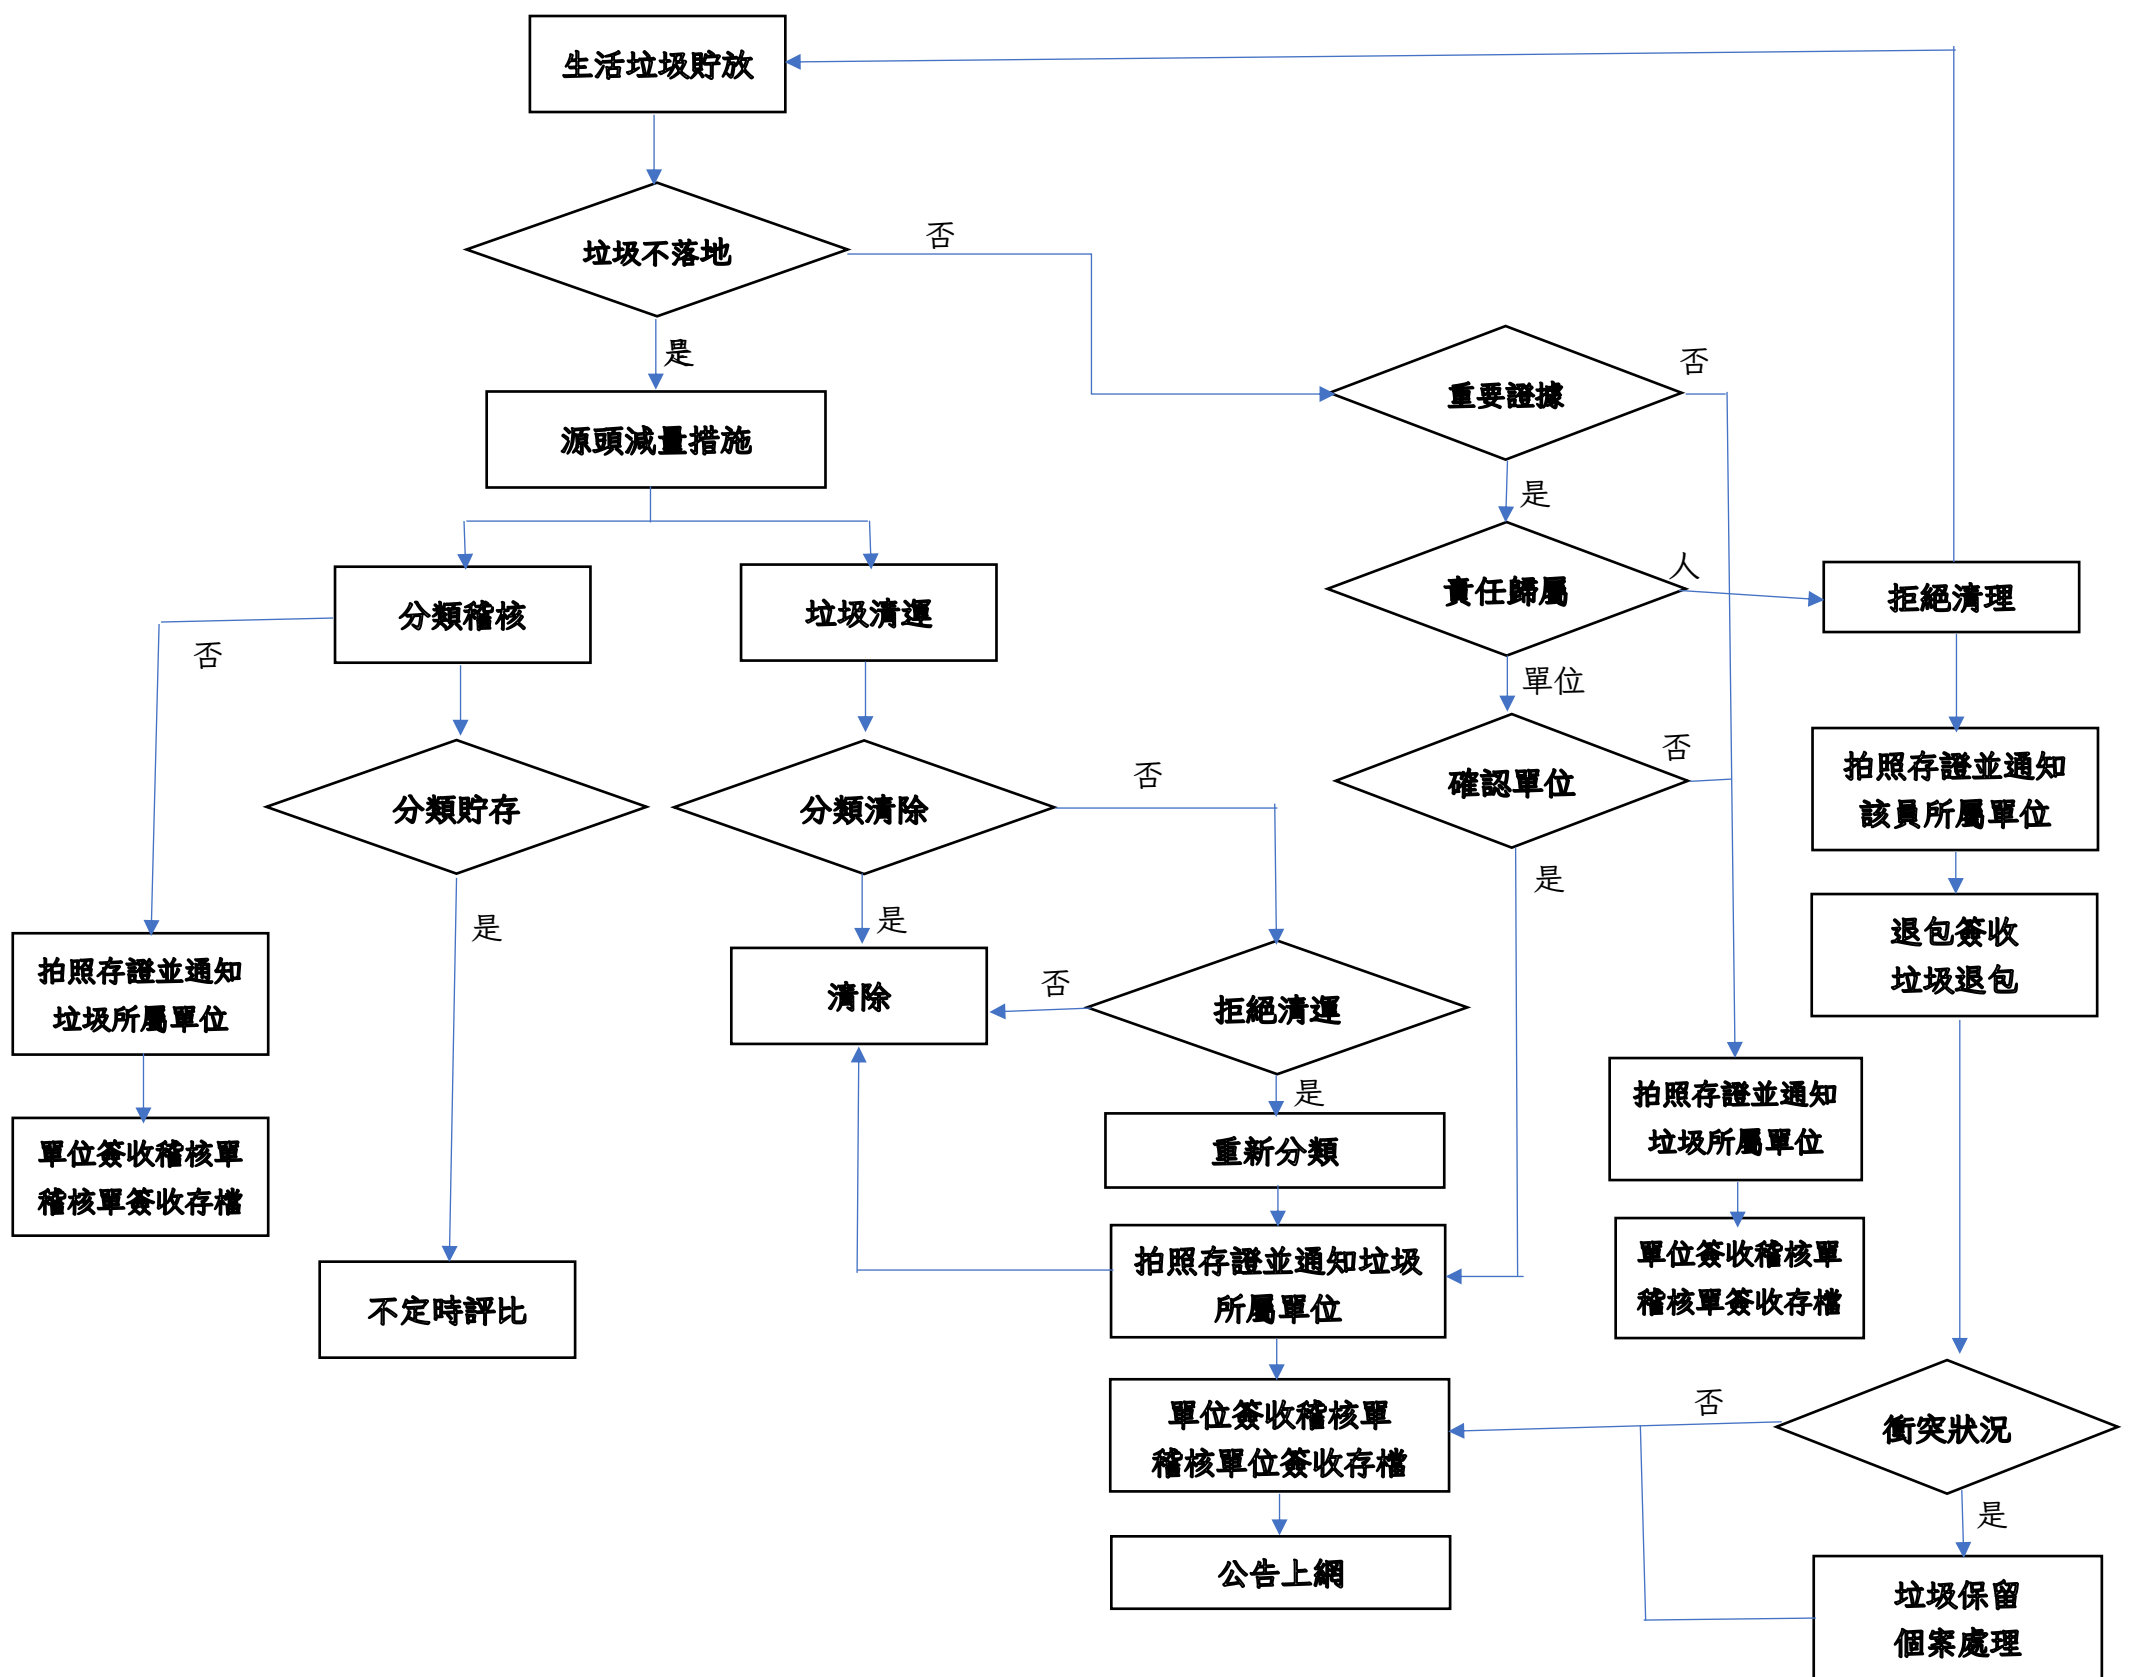 生活垃圾貯放
垃圾不落地
否
是
源頭減量措施
重要證據
否
是
責任歸屬
人
拒絕清理
分類稽核
垃圾清運
否
單位
確認單位
否
拍照存證並通知
該員所屬單位
分類貯存
分類清除
否
是
是
是
退包簽收
垃圾退包
拍照存證並通知
垃圾所屬單位
清除
否
拒絕清運
是
拍照存證並通知
垃圾所屬單位
單位簽收稽核單
稽核單簽收存檔
重新分類
拍照存證並通知垃圾
所屬單位
單位簽收稽核單
稽核單簽收存檔
不定時評比
單位簽收稽核單
稽核單位簽收存檔
否
衝突狀況
是
公告上網
垃圾保留
個案處理